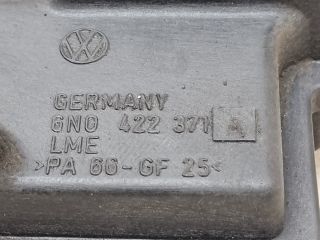 GERMANY
6N0 422 371 A
LME
>PA 66-GF 25<